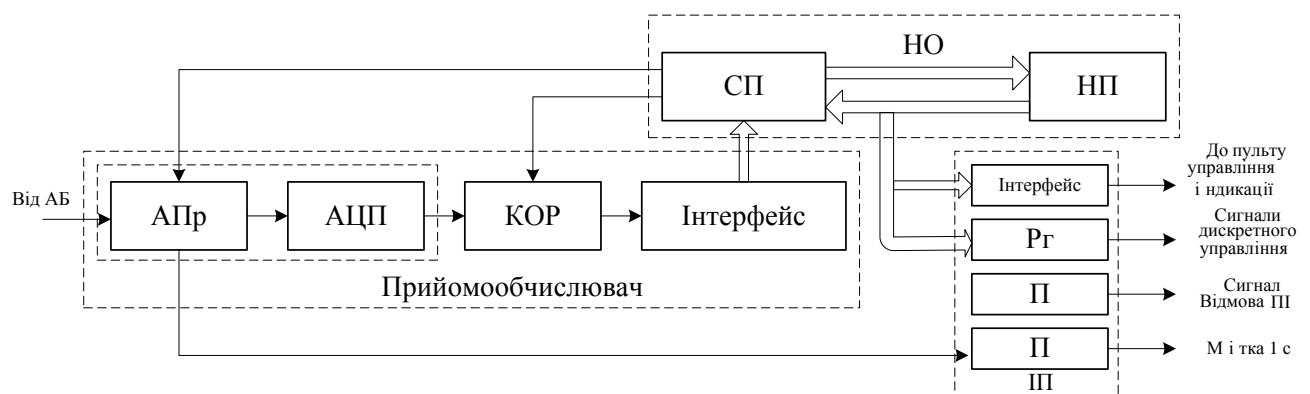 НО
СП
НП
До пульту
управління
і ндикації
Від АБ
АПр
АЦП
КОР
Інтерфейс
Інтерфейс
Сигнали
дискретного
управління
Рг
Прийомообчислювач
П
Сигнал
Відмова ПІ
П
М і тка 1 с
ІП